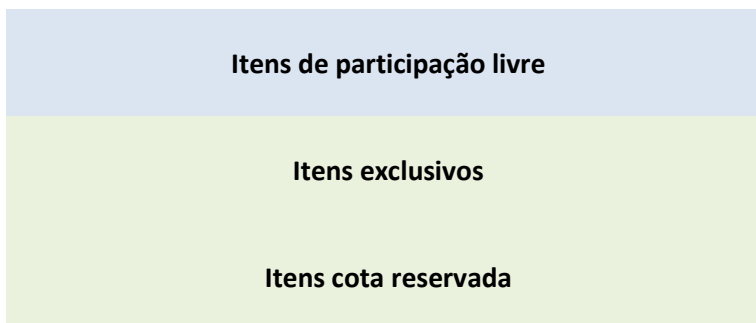 Itens de participação livre
Itens exclusivos
Itens cota reservada